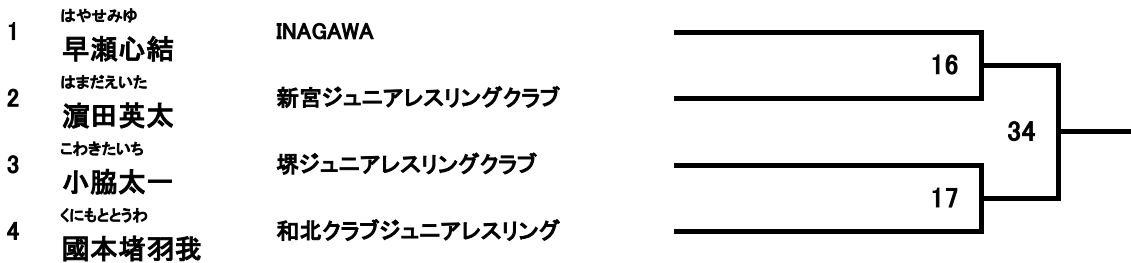 はやせみゆ
1 早瀬心結 INAGAWA
16
はまだえいた
2 濵田英太 新宮ジュニアレスリングクラブ
34
こわきたいち
3 小脇太一 堺ジュニアレスリングクラブ
17
くにもととうわ
4 國本堵羽我 和北クラブジュニアレスリング